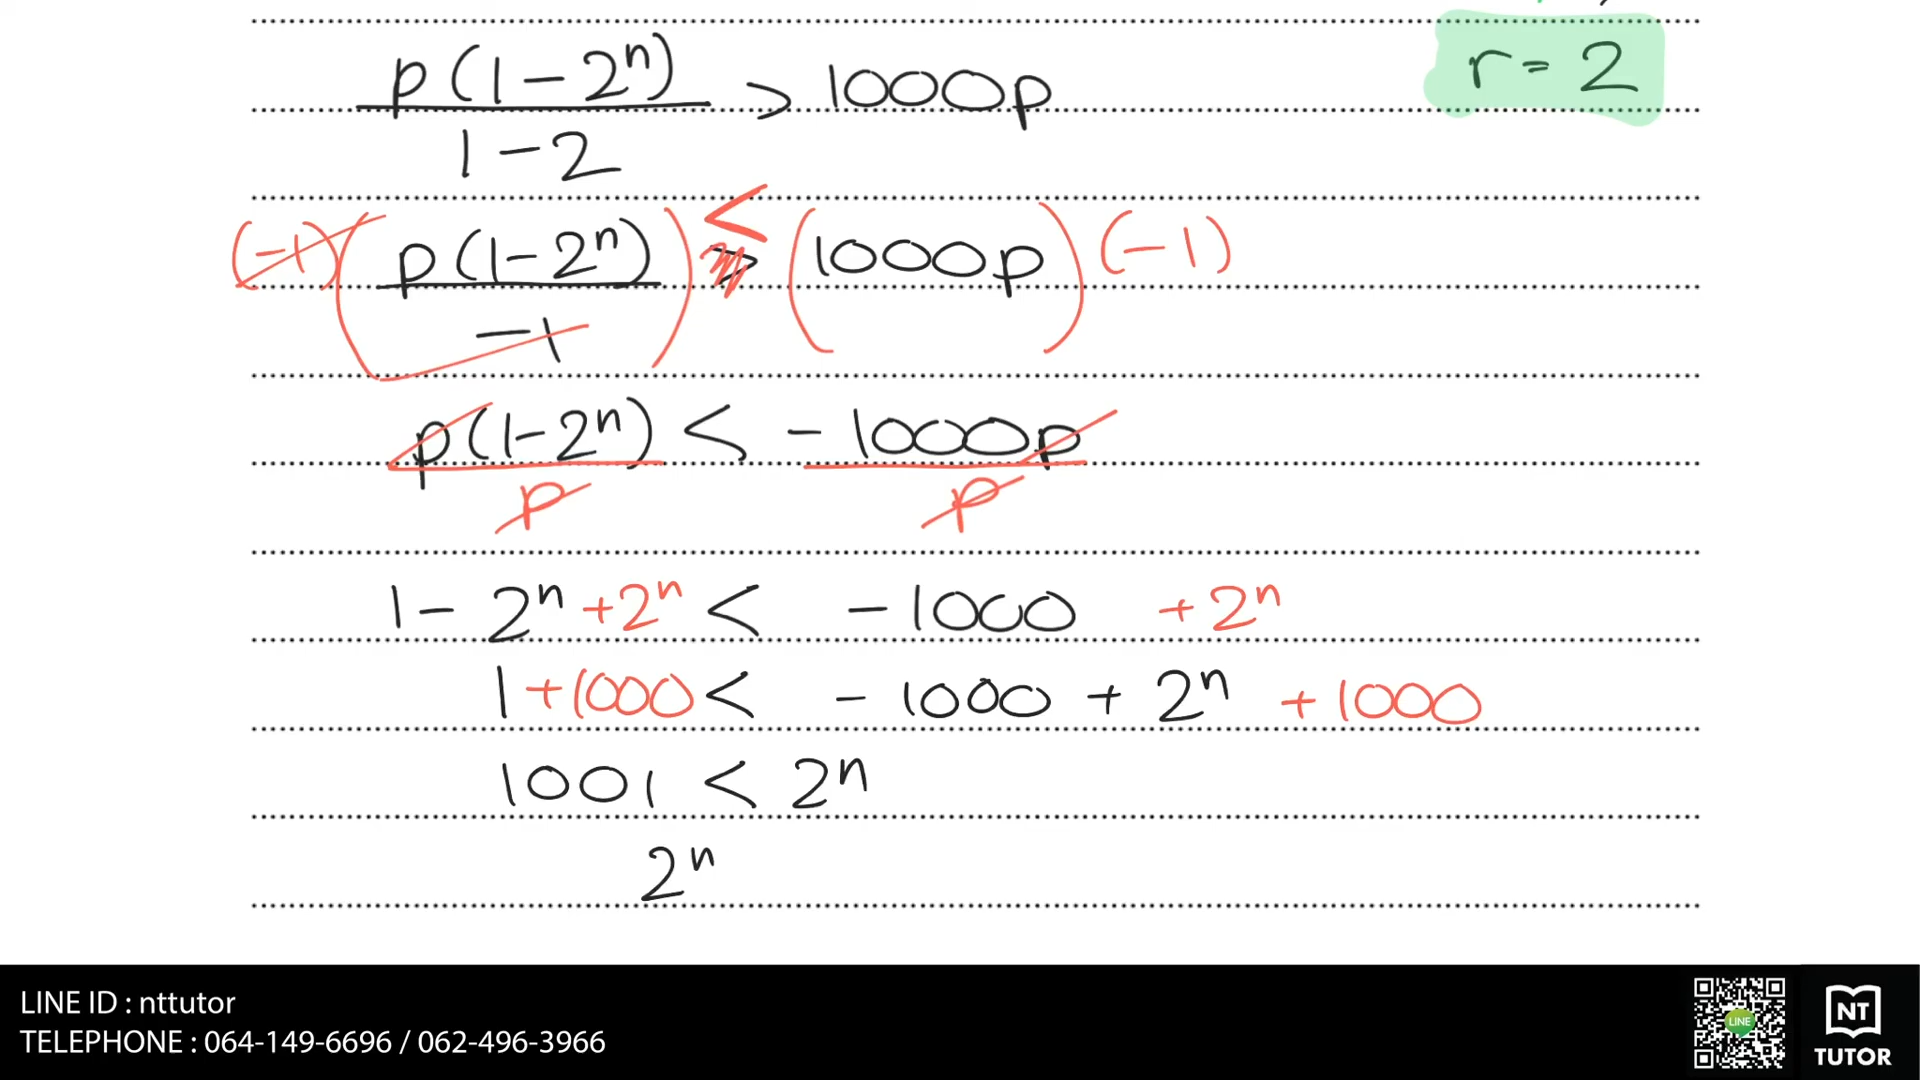 p(1-2ⁿ) / 1-2 > 1000p
r = 2
(-1)(p(1-2ⁿ) / -1) < (1000p)(-1)
p(1-2ⁿ) / p < -1000p / p
1 - 2ⁿ + 2ⁿ < -1000 + 2ⁿ
1 + 1000 < -1000 + 2ⁿ + 1000
1001 < 2ⁿ
2ⁿ
LINE ID : nttutor
TELEPHONE : 064-149-6696 / 062-496-3966
LINE
NT
TUTOR